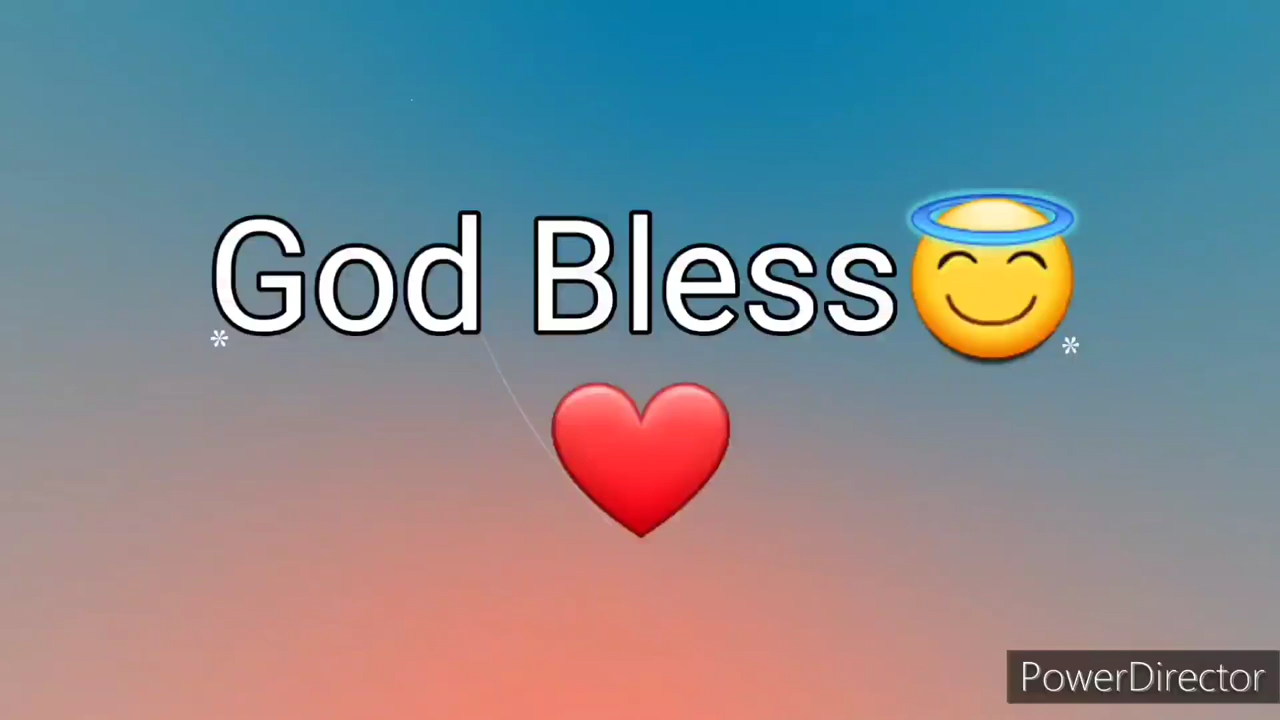 God Bless😇
* *
❤️
PowerDirector